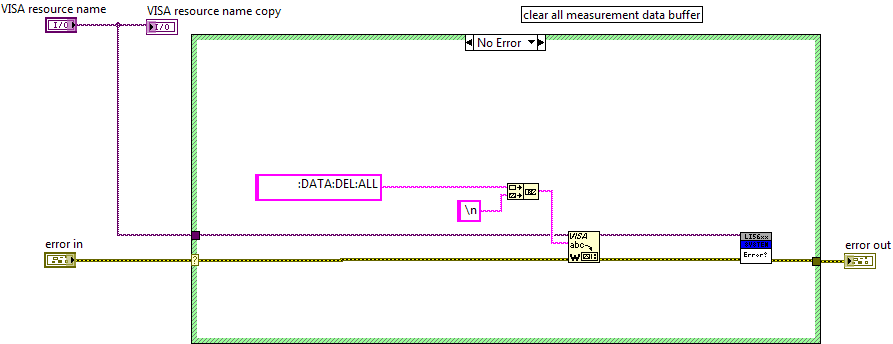 VISA resource name
VISA resource name copy
clear all measurement data buffer
I/O
I/O
No Error
:DATA:DEL:ALL
\n
VISA
abc
W
error in
?
LIS6xx
Error?
error out